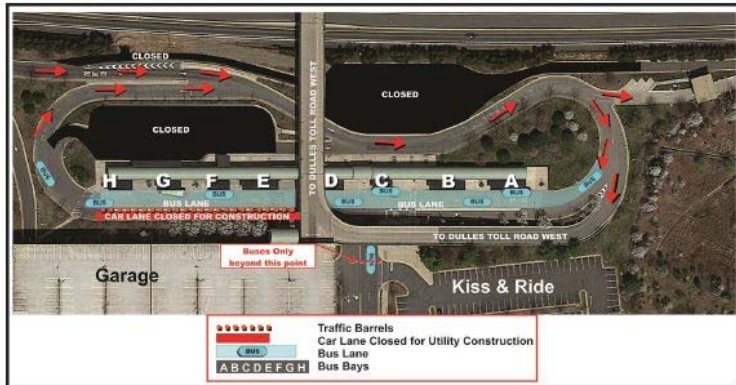 CLOSED
CLOSED
CLOSED
TO DULLES TOLL ROAD WEST
H G F E D C B A
BUS
BUS
BUS
BUS
BUS
BUS
BUS
BUS LANE
BUS LANE
CAR LANE CLOSED FOR CONSTRUCTION
TO DULLES TOLL ROAD WEST
Buses Only
beyond this point
BUS
Garage
Kiss & Ride
Traffic Barrels
Car Lane Closed for Utility Construction
BUS Bus Lane
A B C D E F G H Bus Bays